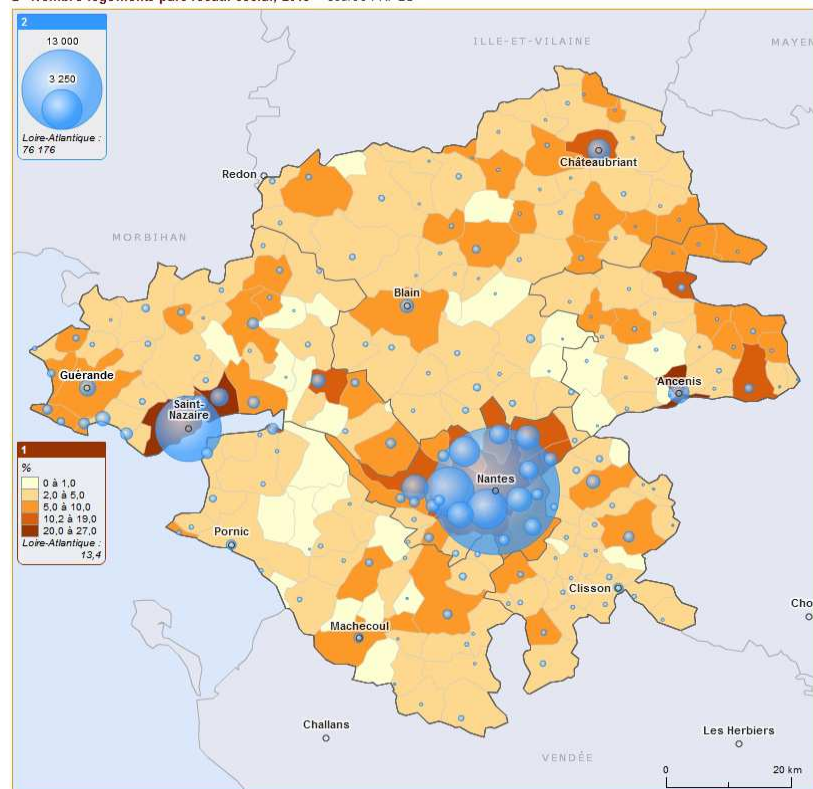 2
13 000
3 250
Loire-Atlantique :
76 176
ILLE-ET-VILAINE
MAYEN
Châteaubriant
Redon
MORBIHAN
Blain
Guérande
Saint-
Nazaire
Ancenis
1
%
0 à 1,0
2,0 à 5,0
5,0 à 10,0
10,2 à 19,0
20,0 à 27,0
Loire-Atlantique :
13,4
Nantes
Pornic
Clisson
Cho
Machecoul
Challans
Les Herbiers
VENDÉE
0 20 km